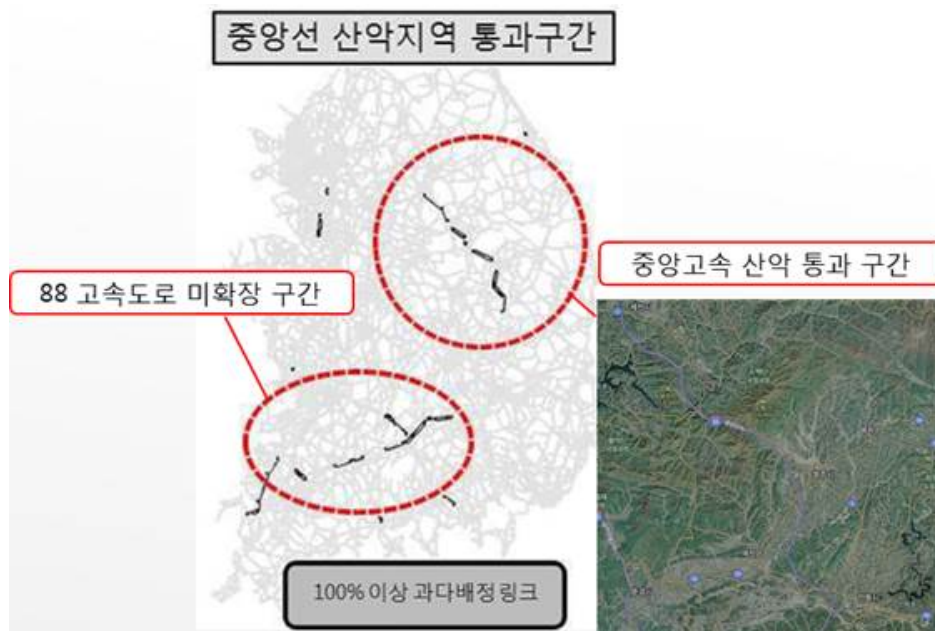 중앙선 산악지역 통과구간
중앙고속 산악 통과 구간
88 고속도로 미확장 구간
100% 이상 과다배정링크